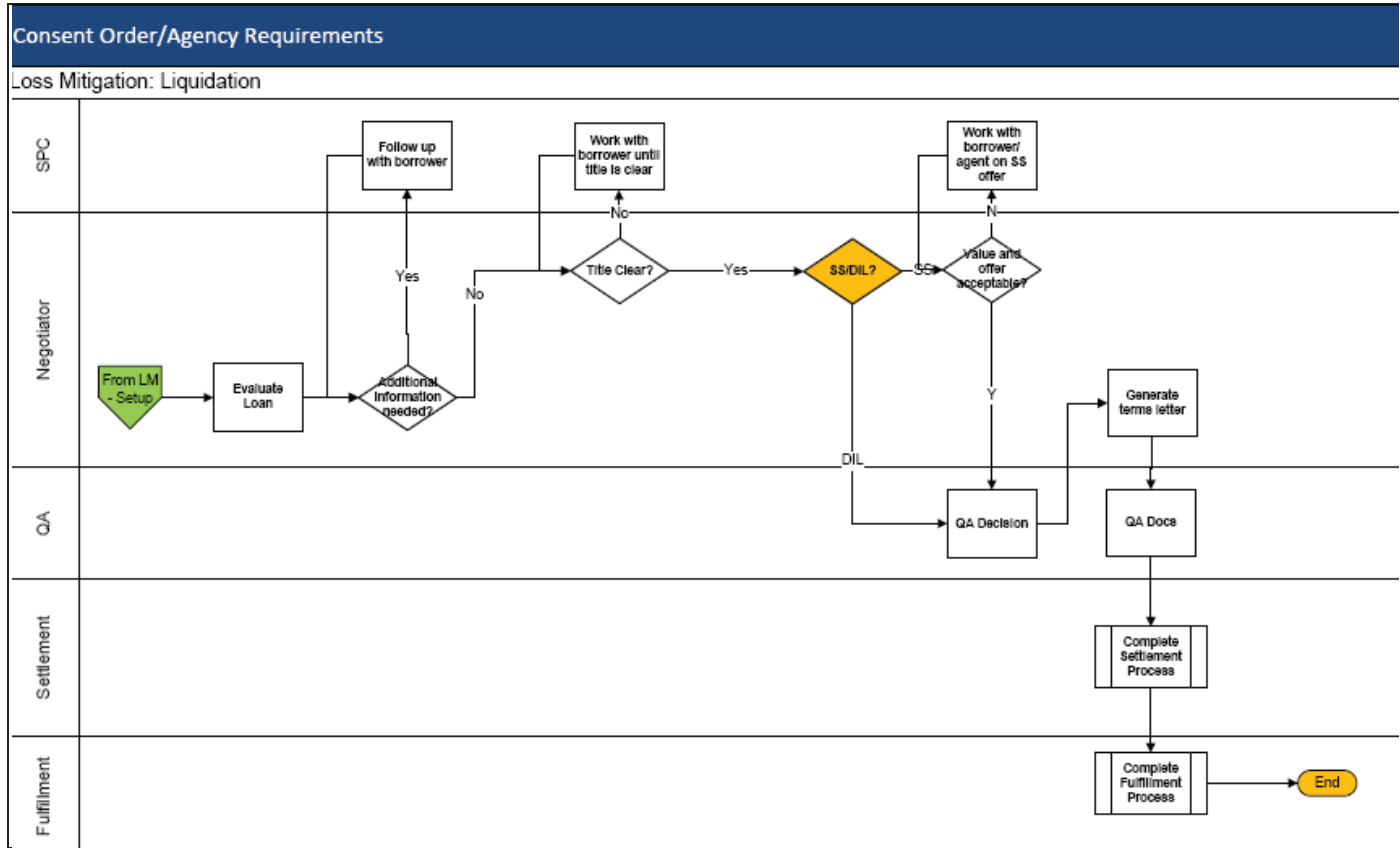 Consent Order/Agency Requirements
Loss Mitigation: Liquidation
SPC
Follow up
with borrower
Work with
borrower until
title is clear
Work with
borrower/
agent on SS
offer
Negotiator
Yes
No
No
Title Clear?
Yes
SS/DIL?
SS
N
Value and
offer
acceptable?
From LM
- Setup
Evaluate
Loan
Additional
information
needed?
Y
Generate
terms letter
DIL
QA
QA Decision
QA Docs
Settlement
Complete
Settlement
Process
Fulfillment
Complete
Fulfillment
Process
End